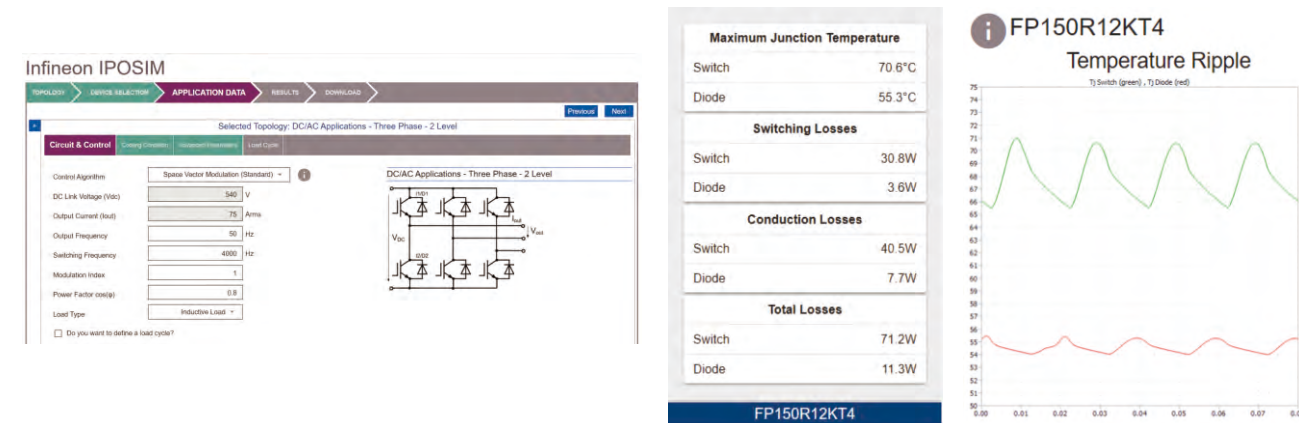 Infineon IPOSIM
TOPOLOGY
DEVICE SELECTION
APPLICATION DATA
RESULTS
DOWNLOAD
Previous
Next
Selected Topology: DC/AC Applications - Three Phase - 2 Level
Circuit & Control
Cooling Condition
Load Cycle
Control Algorithm
Space Vector Modulation (Standard)
i
DC Link Voltage (Vdc)
540 V
Output Current (Iout)
75 Arms
Output Frequency
50 Hz
Switching Frequency
4000 Hz
Modulation Index
1
Power Factor cos(φ)
0.8
Load Type
Inductive Load
Do you want to define a load cycle?
DC/AC Applications - Three Phase - 2 Level
I1/D1
Iout
VDC
Vout
I2/D2
Maximum Junction Temperature
Switch 70.6°C
Diode 55.3°C
Switching Losses
Switch 30.8W
Diode 3.6W
Conduction Losses
Switch 40.5W
Diode 7.7W
Total Losses
Switch 71.2W
Diode 11.3W
FP150R12KT4
i FP150R12KT4
Temperature Ripple
Tj Switch (green) , Tj Diode (red)
75
74
73
72
71
70
69
68
67
66
65
64
63
62
61
60
59
58
57
56
55
54
53
52
51
50
0.00 0.01 0.02 0.03 0.04 0.05 0.06 0.07